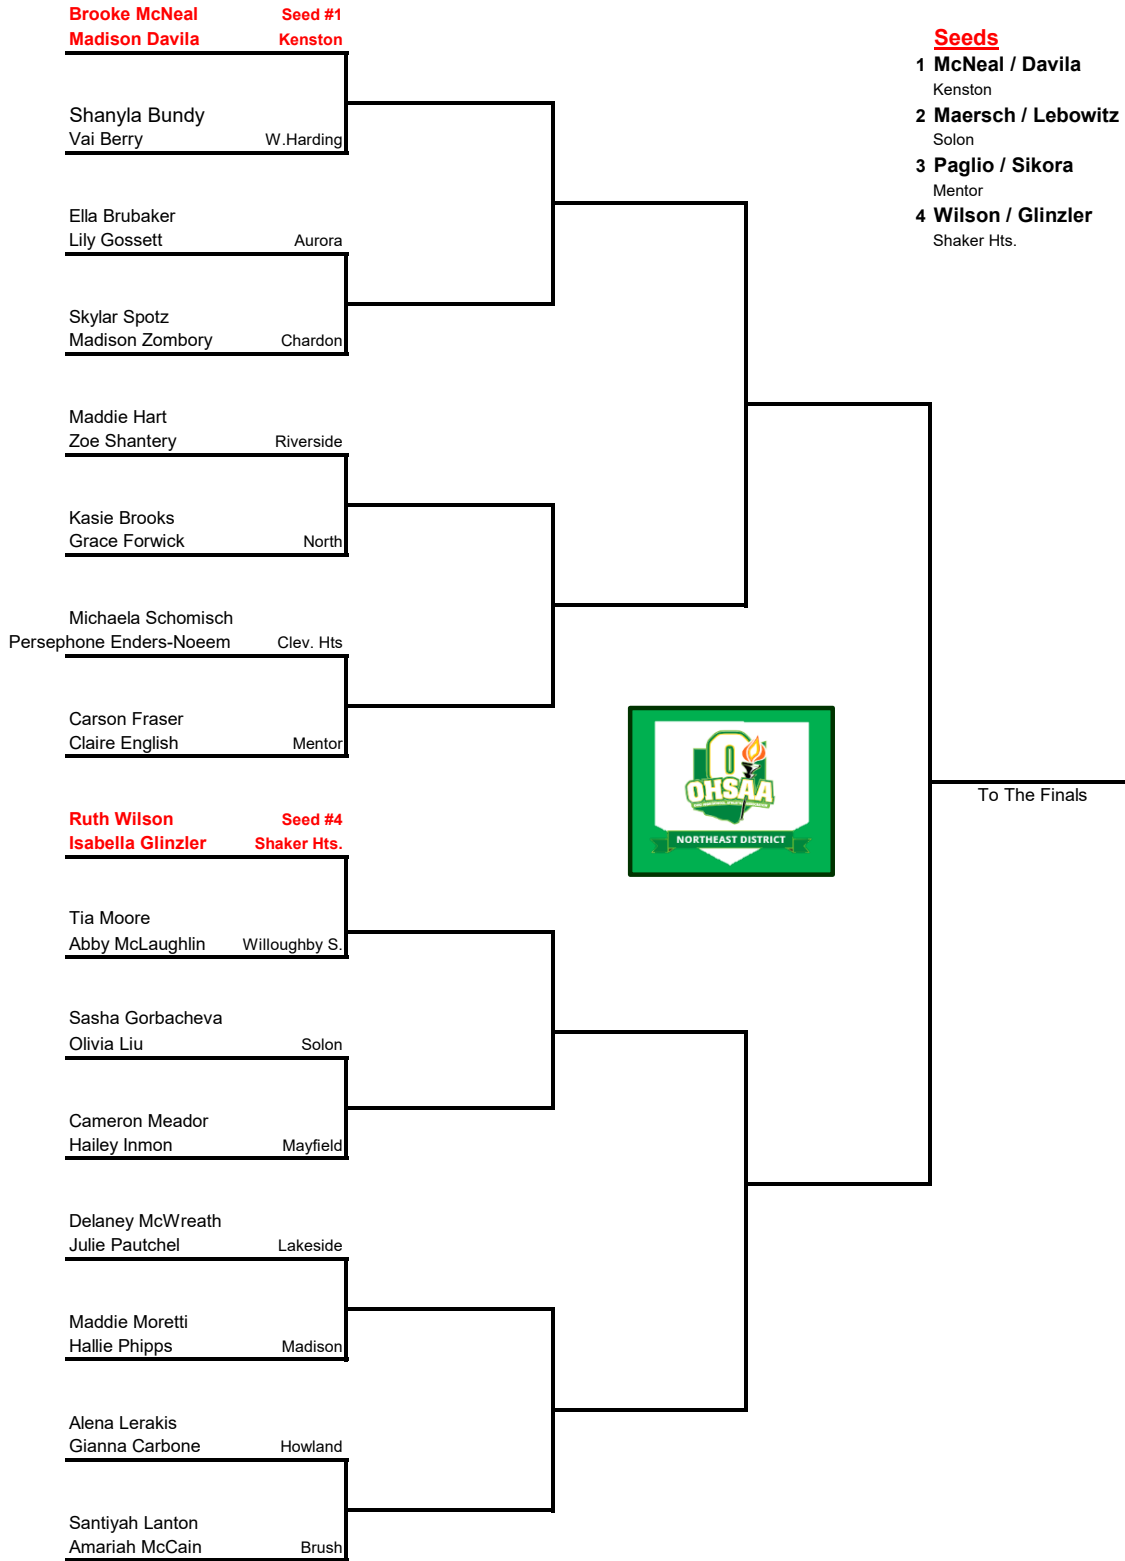 Brooke McNeal Seed #1
Madison Davila Kenston
Shanyla Bundy
Vai Berry W.Harding
Ella Brubaker
Lily Gossett Aurora
Skylar Spotz
Madison Zombory Chardon
Maddie Hart
Zoe Shantery Riverside
Kasie Brooks
Grace Forwick North
Michaela Schomisch
Persephone Enders-Noeem Clev. Hts
Carson Fraser
Claire English Mentor
Ruth Wilson Seed #4
Isabella Glinzler Shaker Hts.
Tia Moore
Abby McLaughlin Willoughby S.
Sasha Gorbacheva
Olivia Liu Solon
Cameron Meador
Hailey Inmon Mayfield
Delaney McWreath
Julie Pautchel Lakeside
Maddie Moretti
Hallie Phipps Madison
Alena Lerakis
Gianna Carbone Howland
Santiyah Lanton
Amariah McCain Brush
Seeds
1 McNeal / Davila
Kenston
2 Maersch / Lebowitz
Solon
3 Paglio / Sikora
Mentor
4 Wilson / Glinzler
Shaker Hts.
O
OHSAA
NORTHEAST DISTRICT
To The Finals